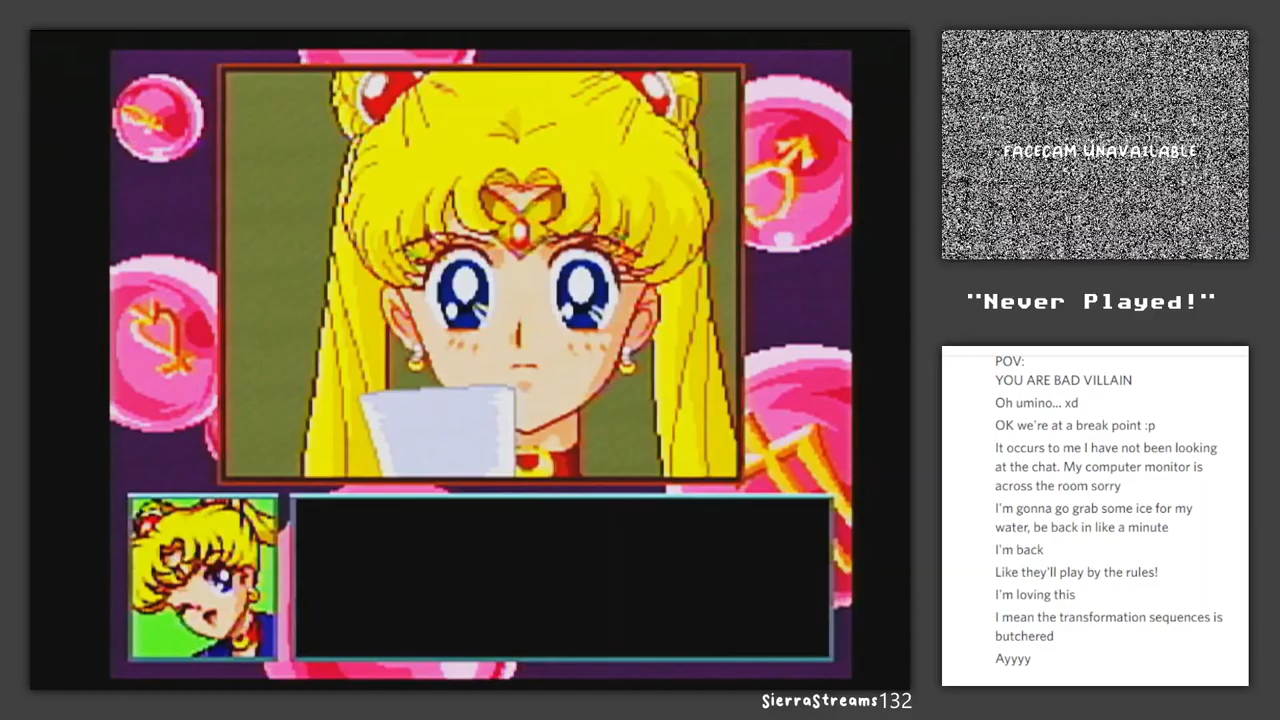 FACECAM UNAVAILABLE
"Never Played!"
POV:
YOU ARE BAD VILLAIN
Oh umino... xd
OK we're at a break point :p
It occurs to me I have not been looking
at the chat. My computer monitor is
across the room sorry
I'm gonna go grab some ice for my
water, be back in like a minute
I'm back
Like they'll play by the rules!
I'm loving this
I mean the transformation sequences is
butchered
Ayyyy
SierraStreams132